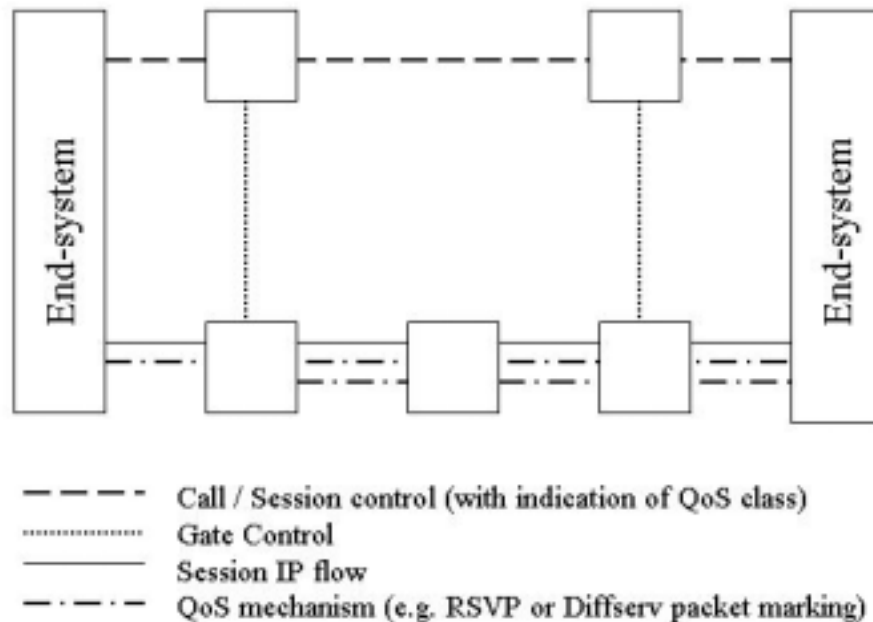 End-system
End-system
Call / Session control (with indication of QoS class)
Gate Control
Session IP flow
QoS mechanism (e.g. RSVP or Diffserv packet marking)